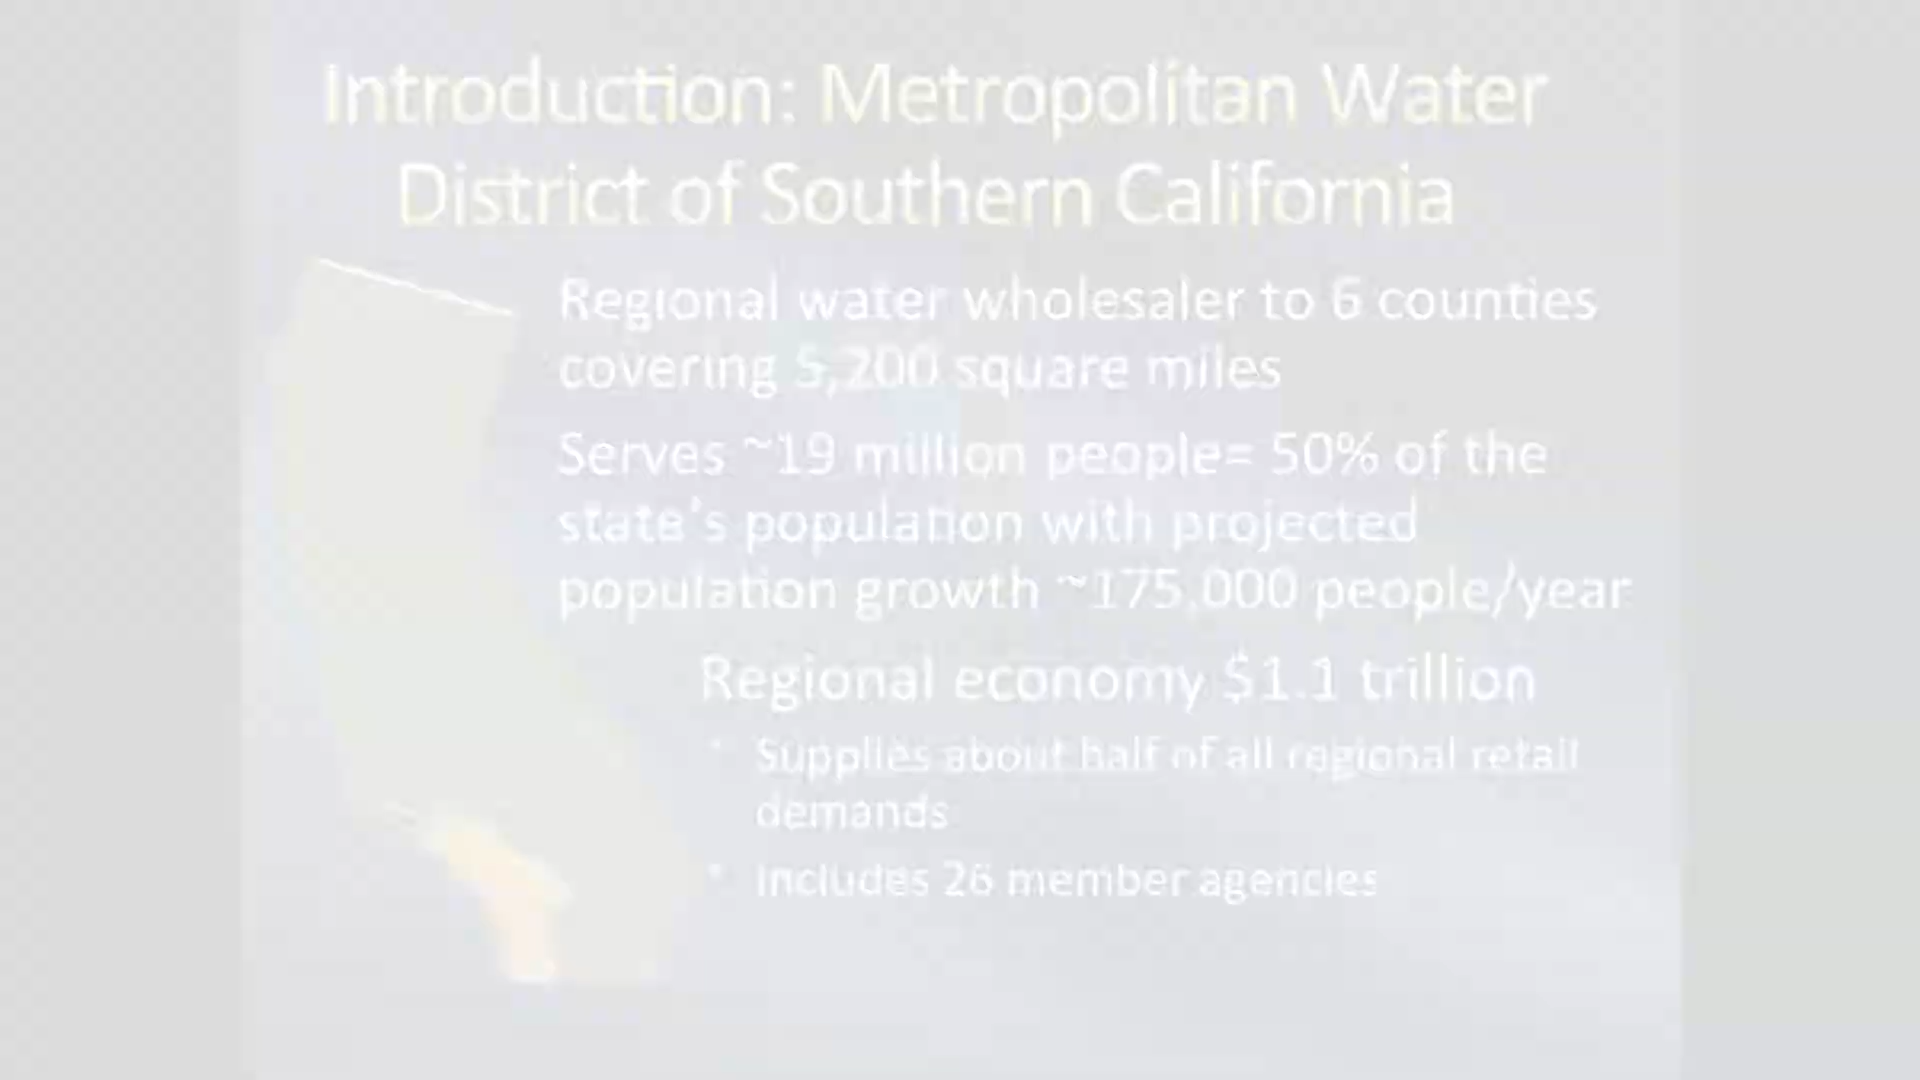 Introduction: Metropolitan Water
District of Southern California
Regional water wholesaler to 6 counties
covering 5,200 square miles
Serves ~19 million people= 50% of the
state's population with projected
population growth ~175,000 people/year
Regional economy $1.1 trillion
• Supplies about half of all regional retail
demands
• Includes 26 member agencies